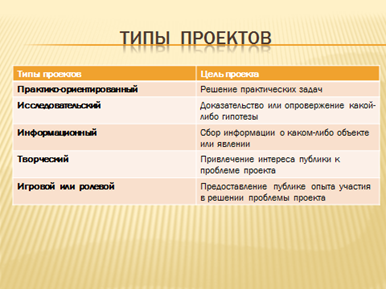 ТИПЫ ПРОЕКТОВ
Типы проектов Цель проекта
Практико-ориентированный Решение практических задач
Исследовательский Доказательство или опровержение какой-
либо гипотезы
Информационный Сбор информации о каком-либо объекте
или явлении
Творческий Привлечение интереса публики к
проблеме проекта
Игровой или ролевой Предоставление публике опыта участия
в решении проблемы проекта